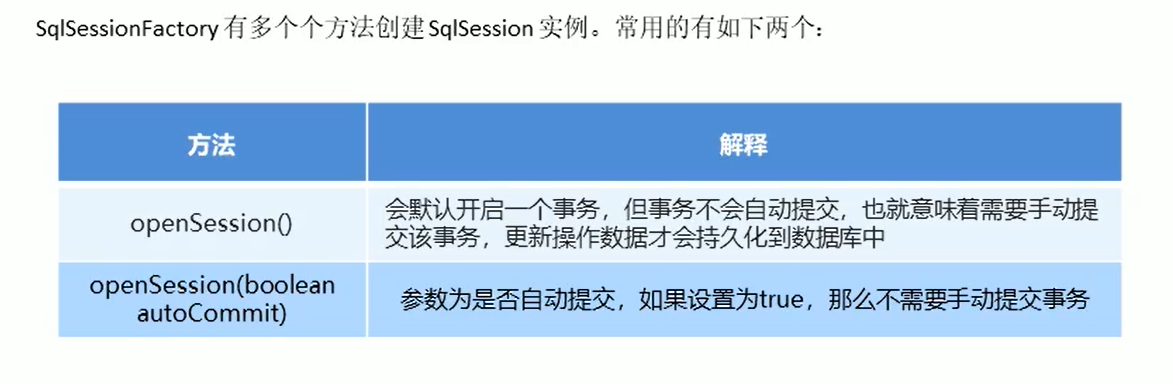 SqlSessionFactory 有多个个方法创建 SqlSession 实例。常用的有如下两个：
方法
解释
openSession()
会默认开启一个事务，但事务不会自动提交，也就意味着需要手动提
交该事务，更新操作数据才会持久化到数据库中
openSession(boolean
autoCommit)
参数为是否自动提交，如果设置为true，那么不需要手动提交事务